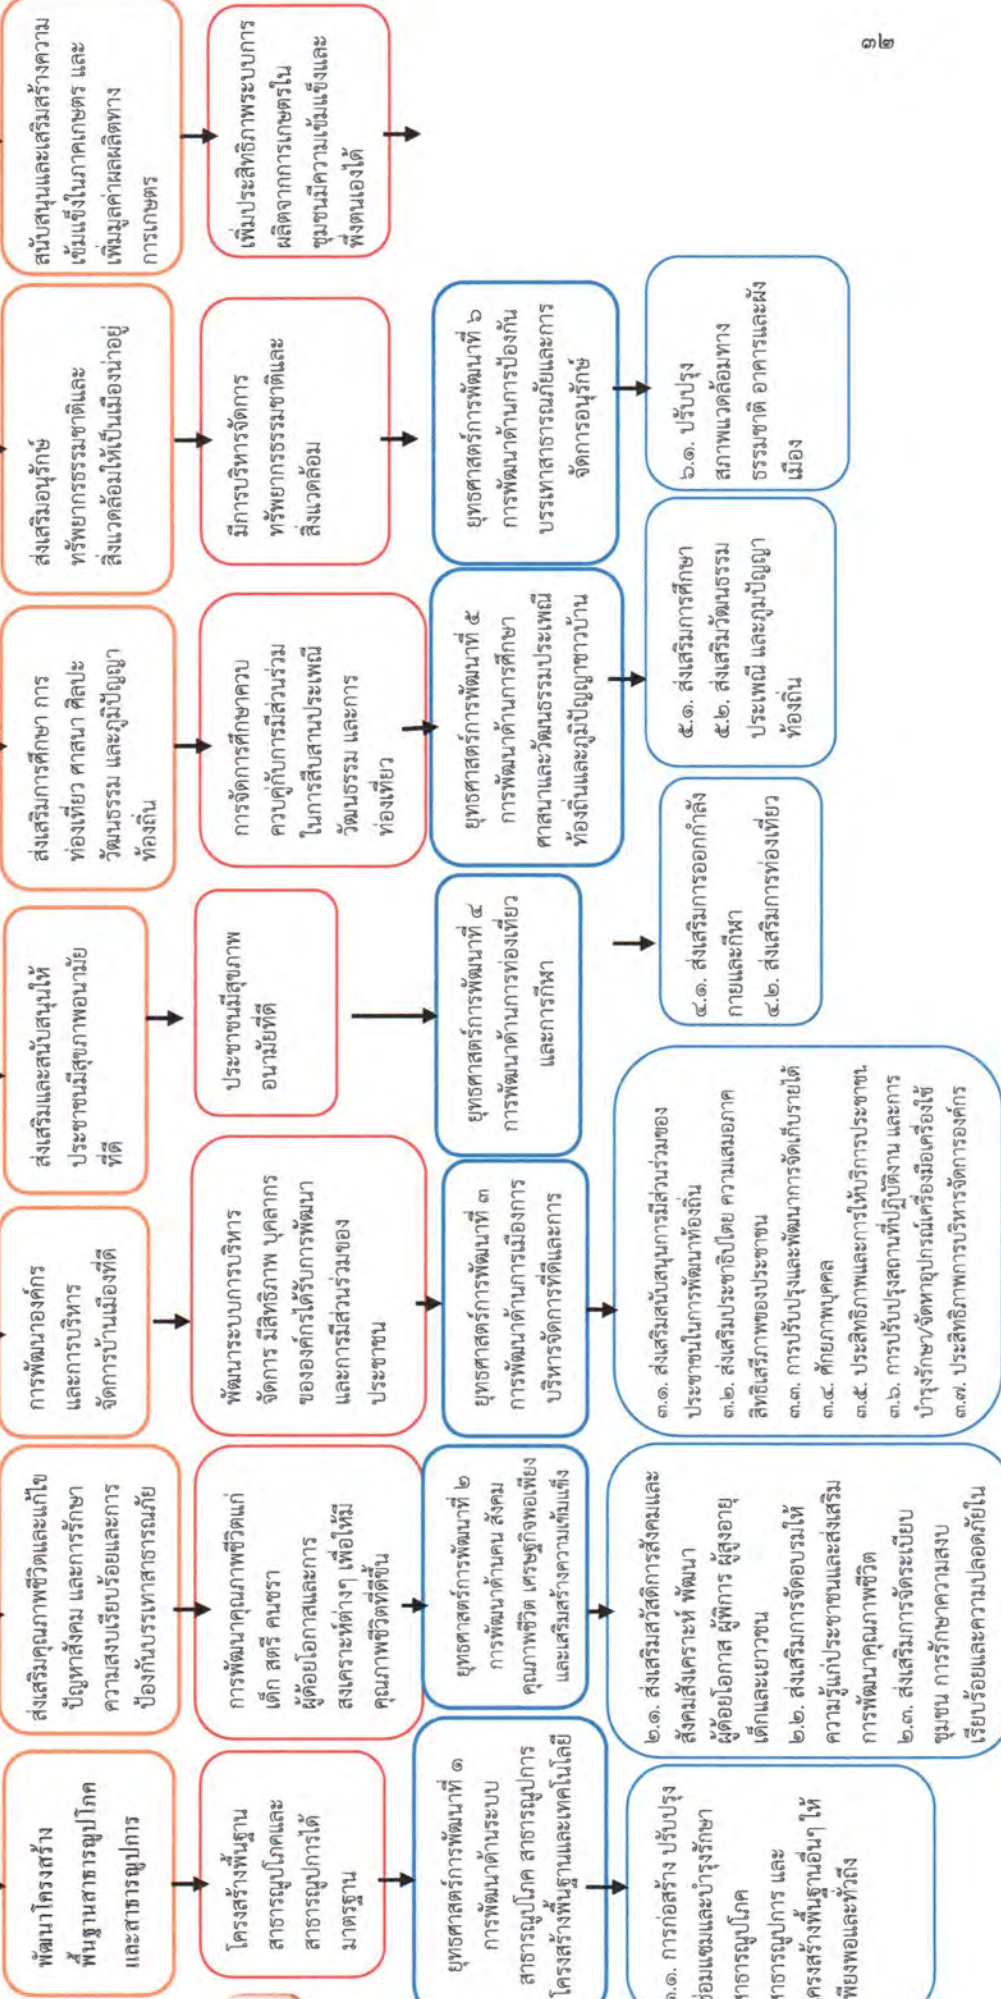 พัฒนาโครงสร้าง
พื้นฐานสาธารณูปโภค
และสาธารณูปการ
ส่งเสริมคุณภาพชีวิตและแก้ไข
ปัญหาสังคม และการรักษา
ความสงบเรียบร้อยและการ
ป้องกันบรรเทาสาธารณภัย
การพัฒนาองค์กร
และการบริหาร
จัดการบ้านเมืองที่ดี
ส่งเสริมและสนับสนุนให้
ประชาชนมีสุขภาพอนามัย
ที่ดี
ส่งเสริมการศึกษา การ
ท่องเที่ยว ศาสนา ศิลปะ
วัฒนธรรม และภูมิปัญญา
ท้องถิ่น
ส่งเสริมอนุรักษ์
ทรัพยากรธรรมชาติและ
สิ่งแวดล้อมให้เป็นเมืองน่าอยู่
สนับสนุนและเสริมสร้างความ
เข้มแข็งในภาคเกษตร และ
เพิ่มมูลค่าผลผลิตทาง
การเกษตร
โครงสร้างพื้นฐาน
สาธารณูปโภคและ
สาธารณูปการได้
มาตรฐาน
การพัฒนาคุณภาพชีวิตแก่
เด็ก สตรี คนชรา
ผู้ด้อยโอกาสและการ
สงเคราะห์ต่างๆ เพื่อให้มี
คุณภาพชีวิตที่ดีขึ้น
พัฒนาระบบการบริหาร
จัดการ มีสิทธิภาพ บุคลากร
ขององค์กรได้รับการพัฒนา
และการมีส่วนร่วมของ
ประชาชน
ประชาชนมีสุขภาพ
อนามัยที่ดี
การจัดการศึกษาควบ
ควบคู่กับการมีส่วนร่วม
ในการสืบสานประเพณี
วัฒนธรรม และการ
ท่องเที่ยว
มีการบริหารจัดการ
ทรัพยากรธรรมชาติและ
สิ่งแวดล้อม
เพิ่มประสิทธิภาพระบบการ
ผลิตจากการเกษตรใน
ชุมชนมีความเข้มแข็งและ
พึ่งตนเองได้
ยุทธศาสตร์การพัฒนาที่ ๑
การพัฒนาด้านระบบ
สาธารณูปโภค สาธารณูปการ
โครงสร้างพื้นฐานและเทคโนโลยี
ยุทธศาสตร์การพัฒนาที่ ๒
การพัฒนาด้านคน สังคม
คุณภาพชีวิต เศรษฐกิจพอเพียง
และเสริมสร้างความเข้มแข็ง
ยุทธศาสตร์การพัฒนาที่ ๓
การพัฒนาด้านการเมืองการ
บริหารจัดการที่ดีและการ
ยุทธศาสตร์การพัฒนาที่ ๔
การพัฒนาด้านการท่องเที่ยว
และการกีฬา
ยุทธศาสตร์การพัฒนาที่ ๕
การพัฒนาด้านการศึกษา
ศาสนาและวัฒนธรรมประเพณี
ท้องถิ่นและภูมิปัญญาชาวบ้าน
ยุทธศาสตร์การพัฒนาที่ ๖
การพัฒนาด้านการป้องกัน
บรรเทาสาธารณภัยและการ
จัดการอนุรักษ์
๑.๑. การก่อสร้าง ปรับปรุง
ซ่อมแซมและบำรุงรักษา
สาธารณูปโภค
สาธารณูปการ และ
โครงสร้างพื้นฐานอื่นๆ ให้
เพียงพอและทั่วถึง
๒.๑. ส่งเสริมสวัสดิการสังคมและ
สังคมสังเคราะห์ พัฒนา
ผู้ด้อยโอกาส ผู้พิการ ผู้สูงอายุ
เด็กและเยาวชน
๒.๒. ส่งเสริมการจัดอบรมให้
ความรู้แก่ประชาชนและส่งเสริม
การพัฒนาคุณภาพชีวิต
๒.๓. ส่งเสริมการจัดระเบียบ
ชุมชน การรักษาความสงบ
เรียบร้อยและความปลอดภัยใน
๓.๑. ส่งเสริมสนับสนุนการมีส่วนร่วมของ
ประชาชนในการพัฒนาท้องถิ่น
๓.๒. ส่งเสริมประชาธิปไตย ความเสมอภาค
สิทธิเสรีภาพของประชาชน
๓.๓. การปรับปรุงและพัฒนาการจัดเก็บรายได้
๓.๔. ศักยภาพบุคคล
๓.๕. ประสิทธิภาพและการให้บริการประชาชน
๓.๖. การปรับปรุงสถานที่ปฏิบัติงาน และการ
บำรุงรักษา/จัดหาอุปกรณ์เครื่องมือเครื่องใช้
๓.๗. ประสิทธิภาพการบริหารจัดการองค์กร
๔.๑. ส่งเสริมการออกกำลัง
กายและกีฬา
๔.๒. ส่งเสริมการท่องเที่ยว
๕.๑. ส่งเสริมการศึกษา
๕.๒. ส่งเสริมวัฒนธรรม
ประเพณี และภูมิปัญญา
ท้องถิ่น
๖.๑. ปรับปรุง
สภาพแวดล้อมทาง
ธรรมชาติ อาคารและผัง
เมือง
๑๒